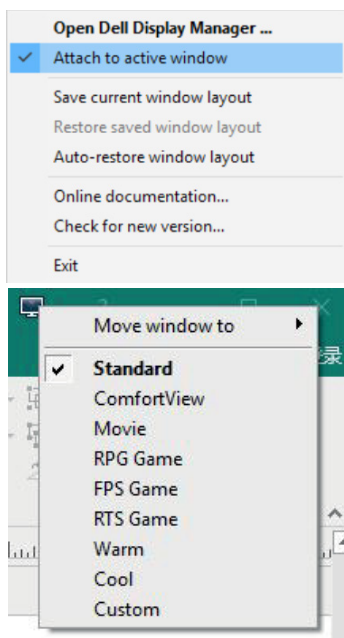 Open Dell Display Manager ...
Attach to active window
Save current window layout
Restore saved window layout
Auto-restore window layout
Online documentation...
Check for new version...
Exit
Move window to
Standard
ComfortView
Movie
RPG Game
FPS Game
RTS Game
Warm
Cool
Custom
录